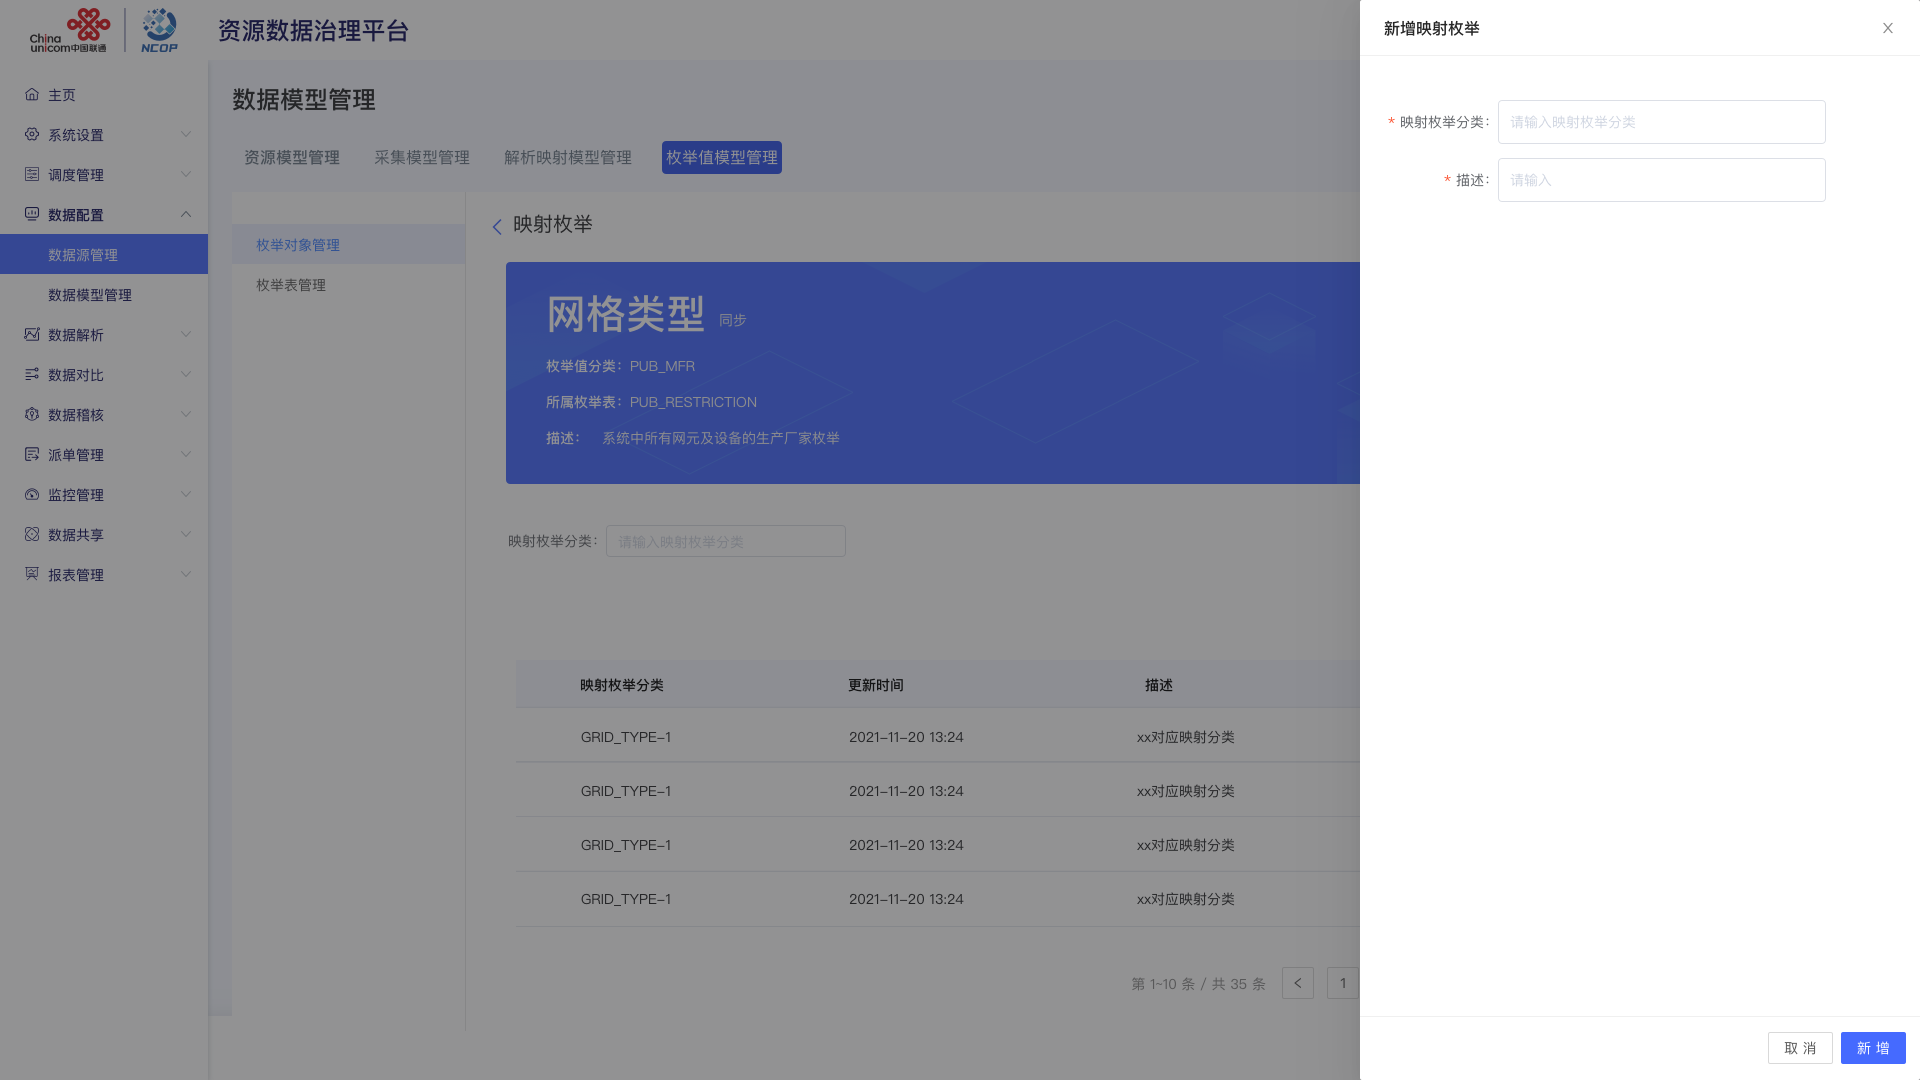 China
unicom中国联通
NCOP
资源数据治理平台
主页
系统设置
调度管理
数据配置
数据源管理
数据模型管理
数据解析
数据对比
数据稽核
派单管理
监控管理
数据共享
报表管理
数据模型管理
资源模型管理 采集模型管理 解析映射模型管理 枚举值模型管理
枚举对象管理
枚举表管理
映射枚举
网格类型 同步
枚举值分类：PUB_MFR
所属枚举表：PUB_RESTRICTION
描述： 系统中所有网元及设备的生产厂家枚举
映射枚举分类： 请输入映射枚举分类
映射枚举分类 更新时间 描述
GRID_TYPE-1 2021-11-20 13:24 xx对应映射分类
GRID_TYPE-1 2021-11-20 13:24 xx对应映射分类
GRID_TYPE-1 2021-11-20 13:24 xx对应映射分类
GRID_TYPE-1 2021-11-20 13:24 xx对应映射分类
第 1~10 条 / 共 35 条 < 1
新增映射枚举
* 映射枚举分类： 请输入映射枚举分类
* 描述： 请输入
取 消 新 增